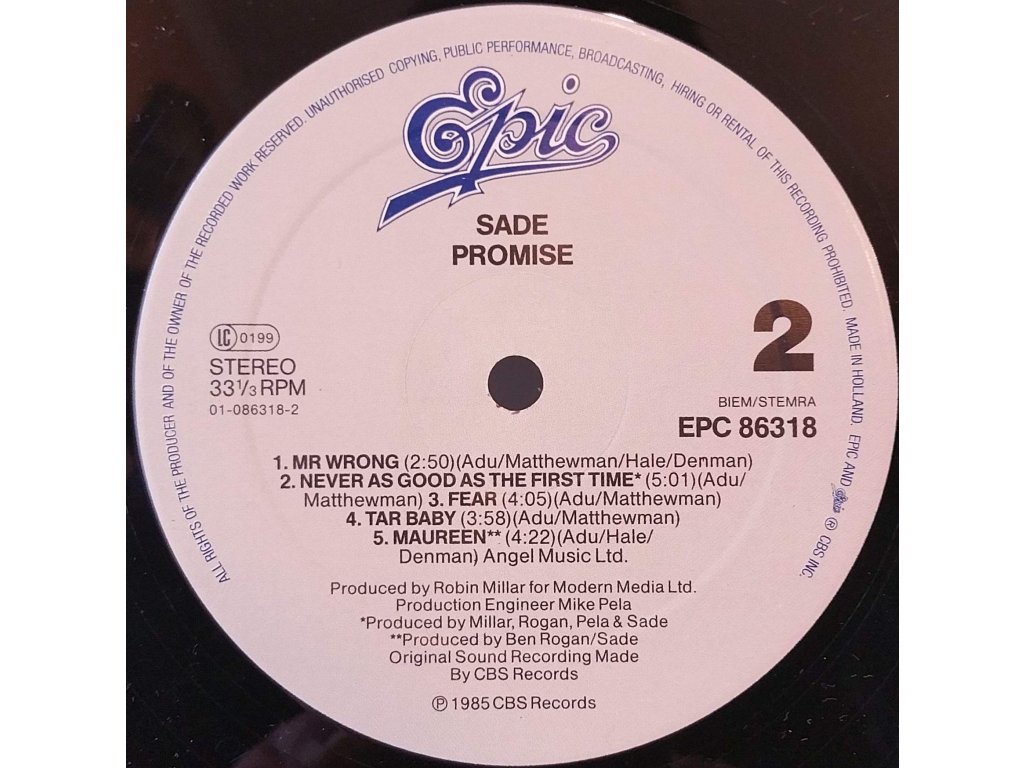 ALL RIGHTS OF THE PRODUCER AND OF THE OWNER OF THE RECORDED WORK RESERVED. UNAUTHORISED COPYING, PUBLIC PERFORMANCE, BROADCASTING, HIRING OR RENTAL OF THIS RECORDING PROHIBITED. MADE IN HOLLAND. EPIC AND Epic ® CBS INC.
Epic
SADE
PROMISE
LC 0199
STEREO
33 1/3 RPM
01-086318-2
2
BIEM/STEMRA
EPC 86318
1. MR WRONG (2:50)(Adu/Matthewman/Hale/Denman)
2. NEVER AS GOOD AS THE FIRST TIME* (5:01)(Adu/
Matthewman) 3. FEAR (4:05)(Adu/Matthewman)
4. TAR BABY (3:58)(Adu/Matthewman)
5. MAUREEN** (4:22)(Adu/Hale/
Denman) Angel Music Ltd.
Produced by Robin Millar for Modern Media Ltd.
Production Engineer Mike Pela
*Produced by Millar, Rogan, Pela & Sade
**Produced by Ben Rogan/Sade
Original Sound Recording Made
By CBS Records
℗ 1985 CBS Records